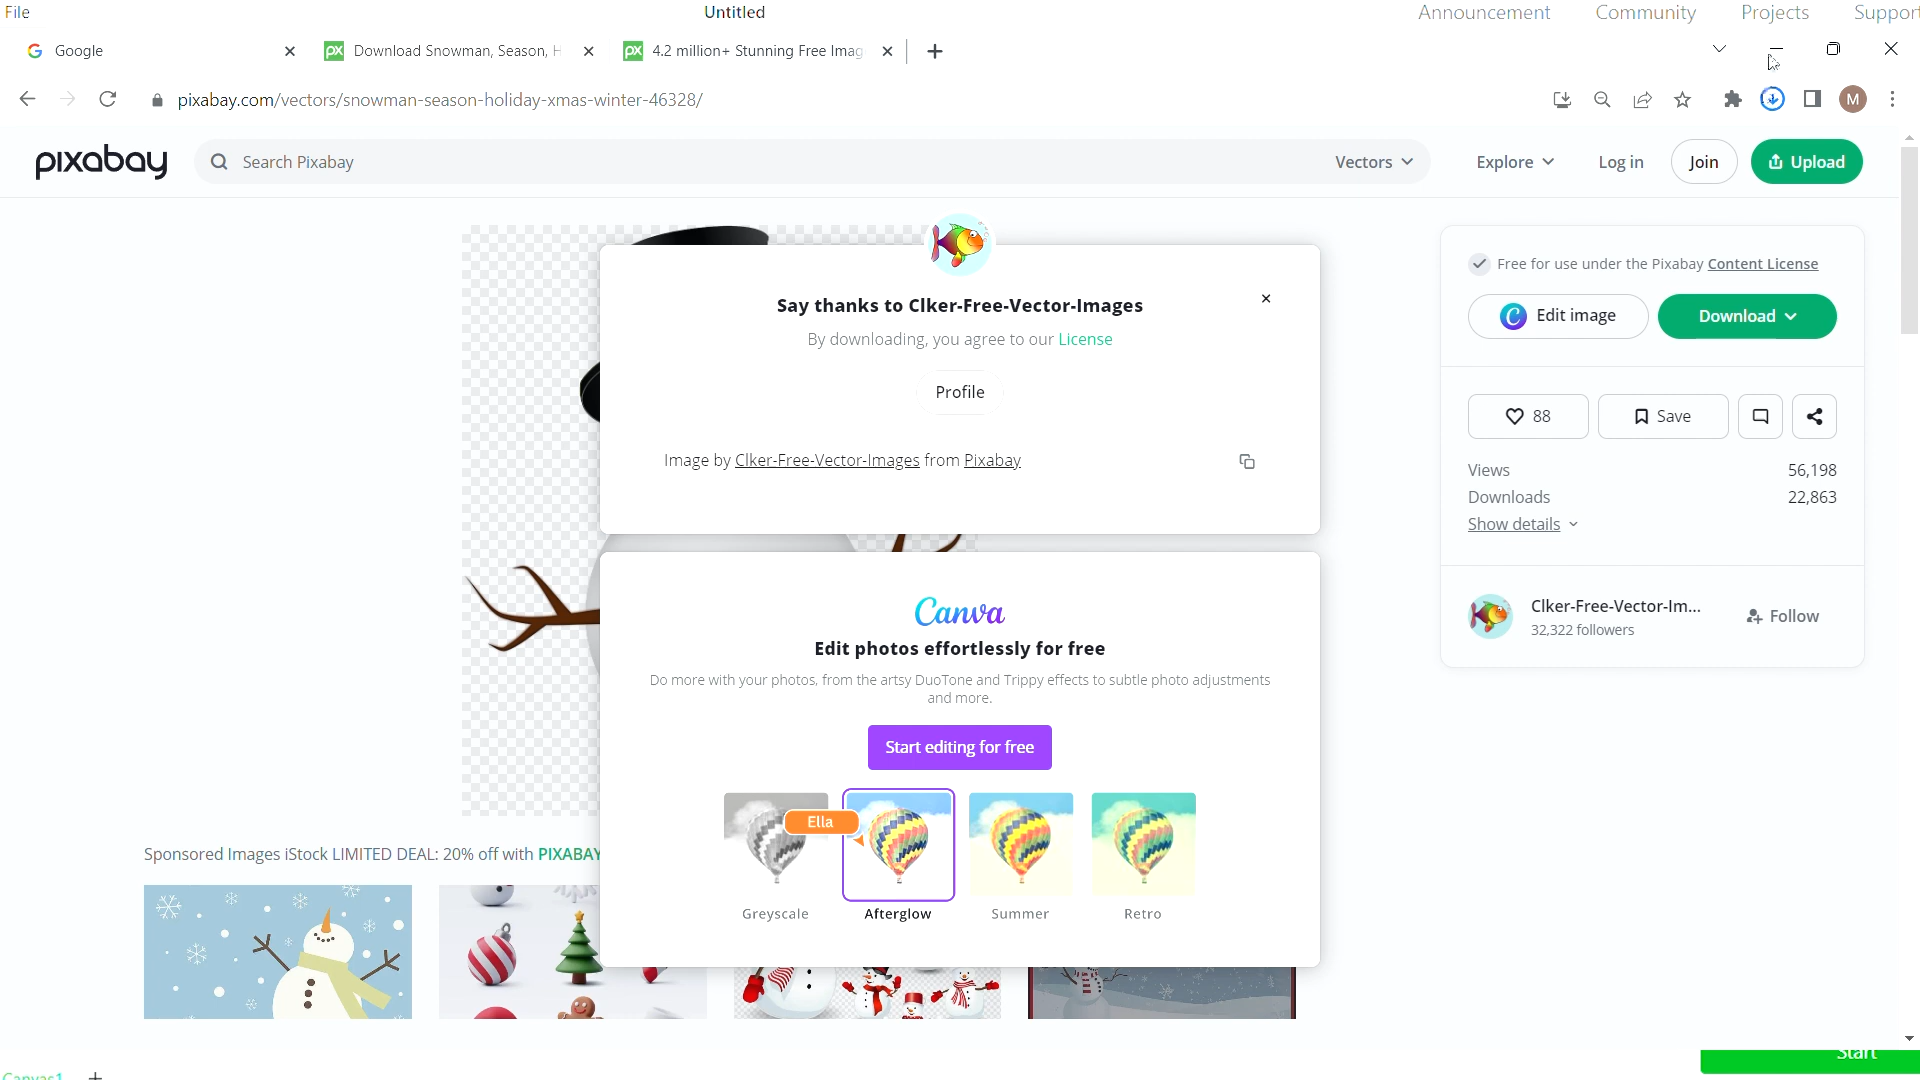 File
Untitled
Announcement
Community
Projects
Support
Google
Download Snowman, Season, H
4.2 million+ Stunning Free Imag
pixabay.com/vectors/snowman-season-holiday-xmas-winter-46328/
M
pixabay
Search Pixabay
Vectors
Explore
Log in
Join
Upload
Say thanks to Clker-Free-Vector-Images
By downloading, you agree to our License
Profile
Image by Clker-Free-Vector-Images from Pixabay
Free for use under the Pixabay Content License
Edit image
Download
88
Save
Views 56,198
Downloads 22,863
Show details
Clker-Free-Vector-Im...
32,322 followers
Follow
Canva
Edit photos effortlessly for free
Do more with your photos, from the artsy DuoTone and Trippy effects to subtle photo adjustments
and more.
Start editing for free
Ella
Greyscale
Afterglow
Summer
Retro
Sponsored Images iStock LIMITED DEAL: 20% off with PIXABAY
Start
Canvas1